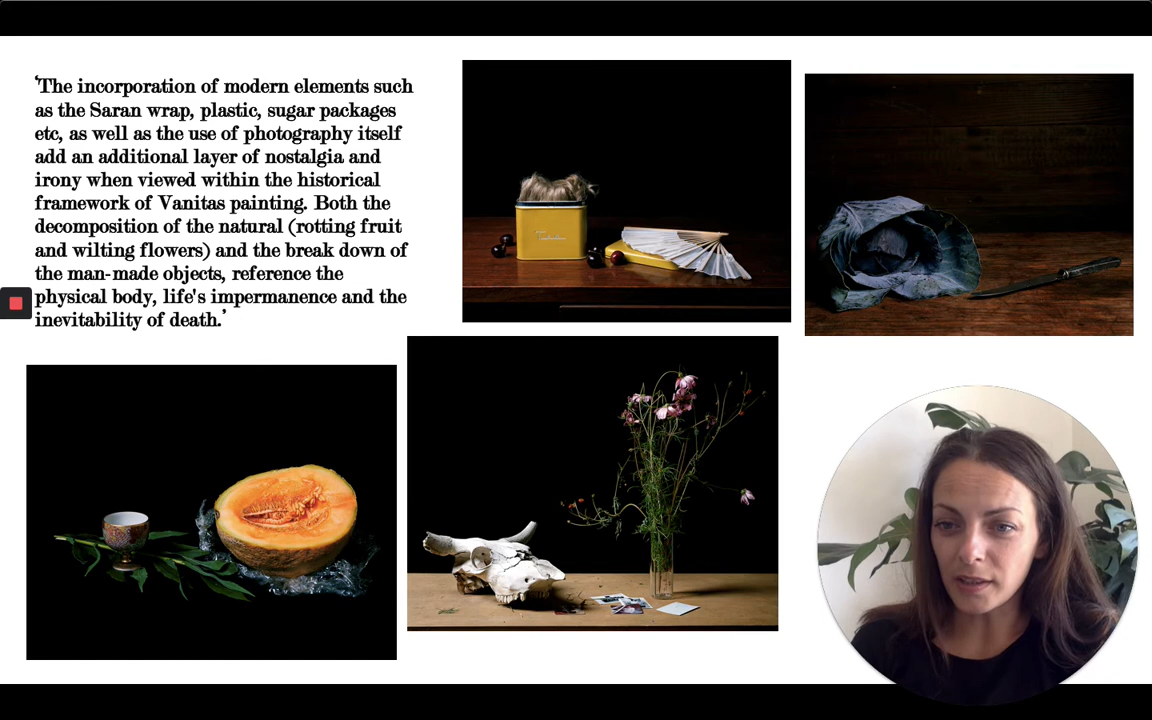 ‘The incorporation of modern elements such
as the Saran wrap, plastic, sugar packages
etc, as well as the use of photography itself
add an additional layer of nostalgia and
irony when viewed within the historical
framework of Vanitas painting. Both the
decomposition of the natural (rotting fruit
and wilting flowers) and the break down of
the man-made objects, reference the
physical body, life's impermanence and the
inevitability of death.’